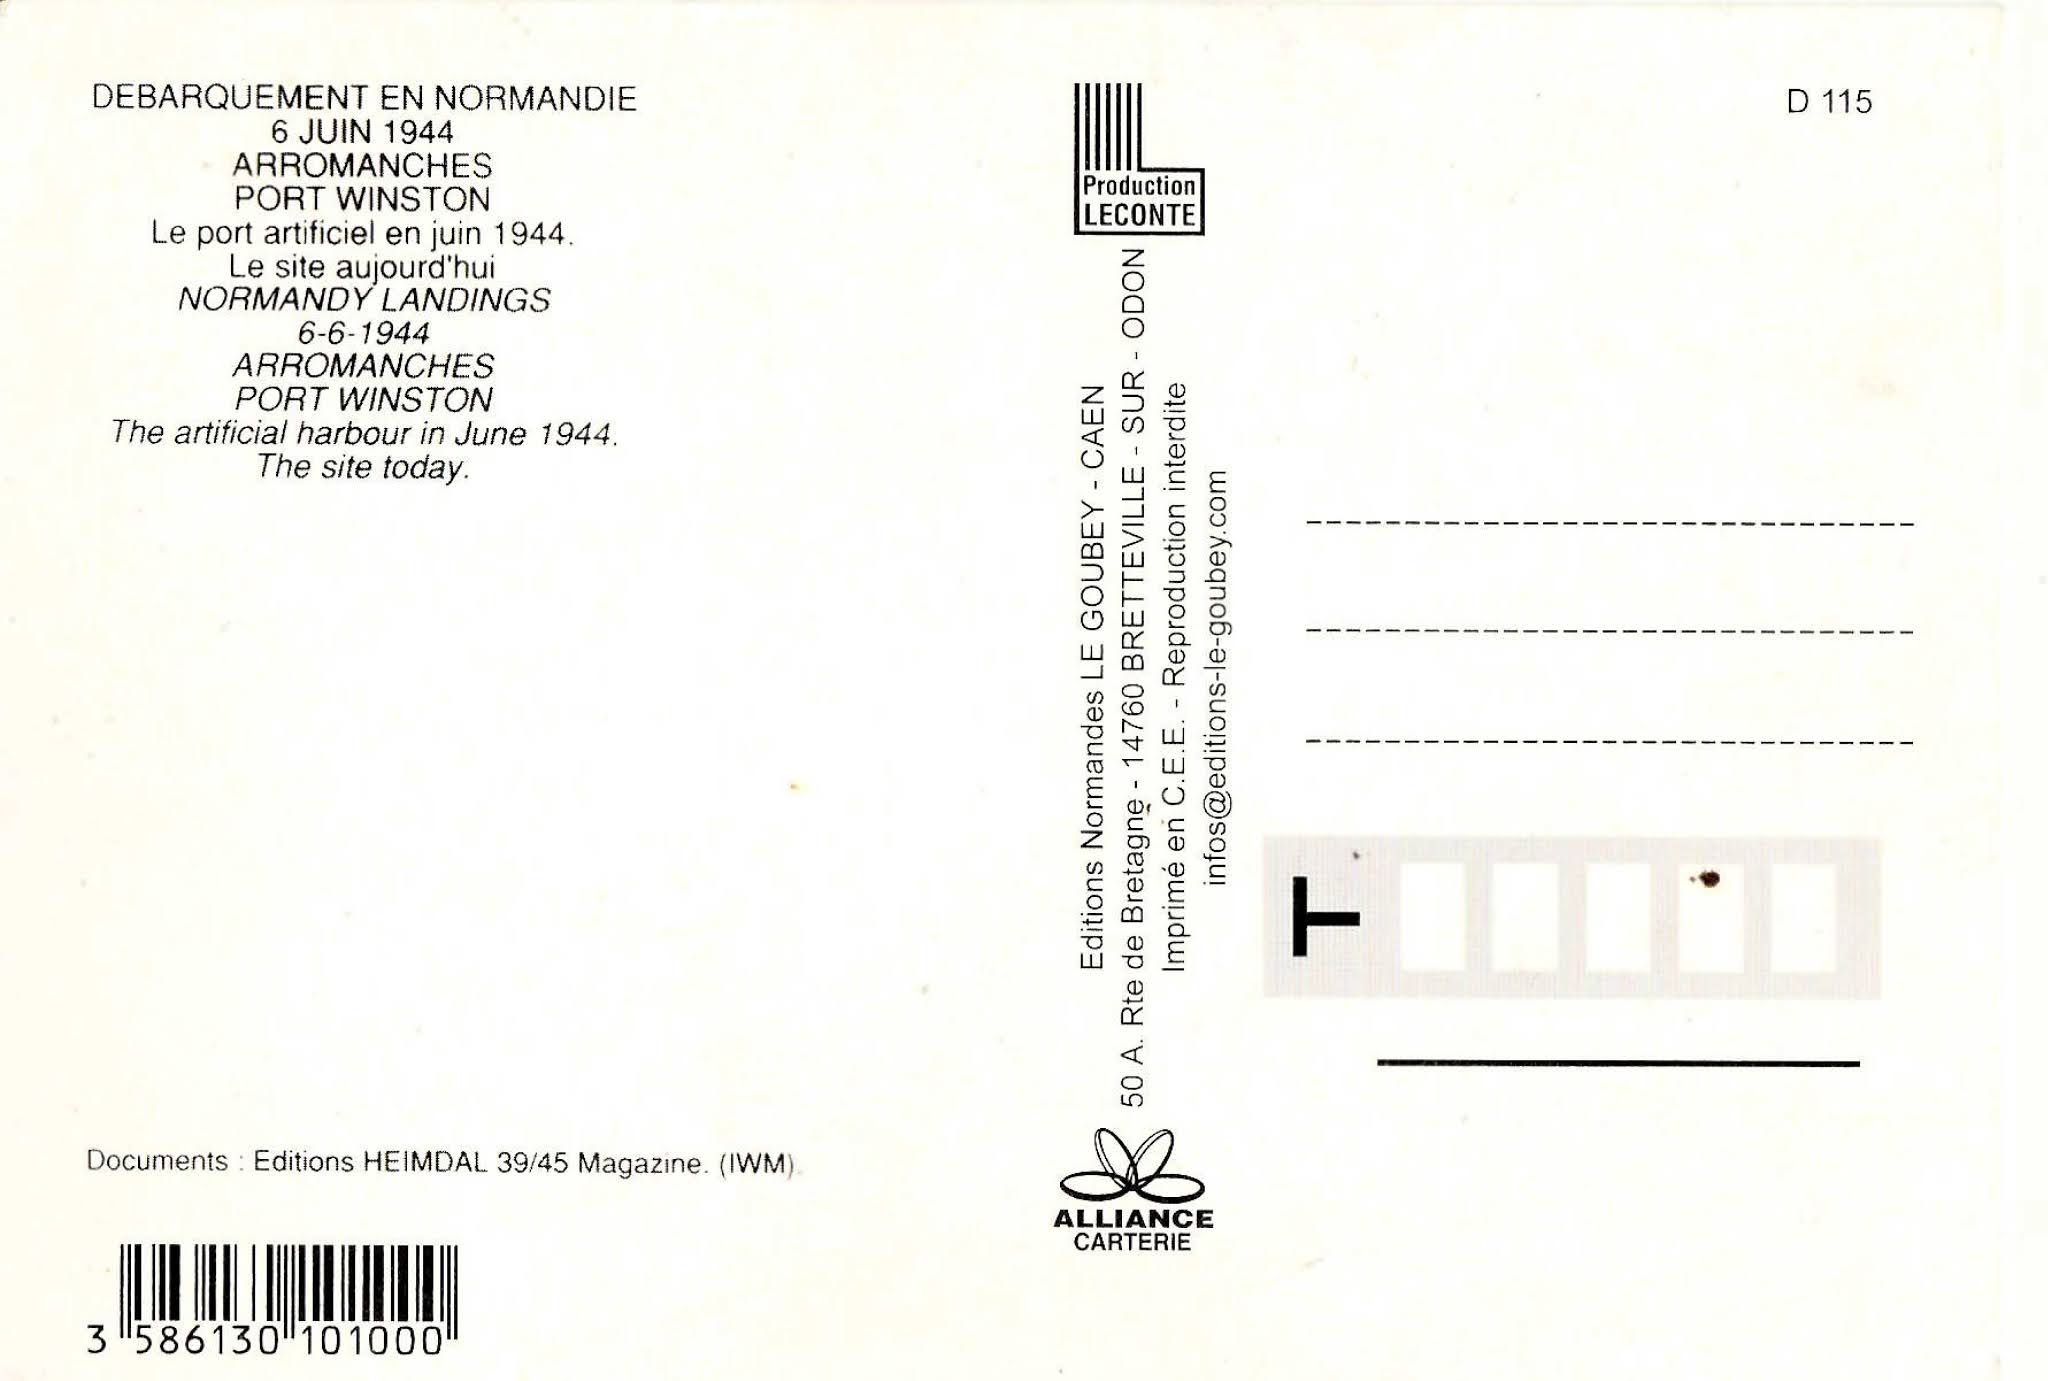 DEBARQUEMENT EN NORMANDIE
6 JUIN 1944
ARROMANCHES
PORT WINSTON
Le port artificiel en juin 1944.
Le site aujourd'hui
NORMANDY LANDINGS
6-6-1944
ARROMANCHES
PORT WINSTON
The artificial harbour in June 1944.
The site today.
Documents : Editions HEIMDAL 39/45 Magazine. (IWM)
3 586130 101000
Production
LECONTE
Editions Normandes LE GOUBEY - CAEN
50 A. Rte de Bretagne - 14760 BRETTEVILLE - SUR - ODON
Imprimé en C.E.E. - Reproduction interdite
infos@editions-le-goubey.com
ALLIANCE
CARTERIE
D 115
T